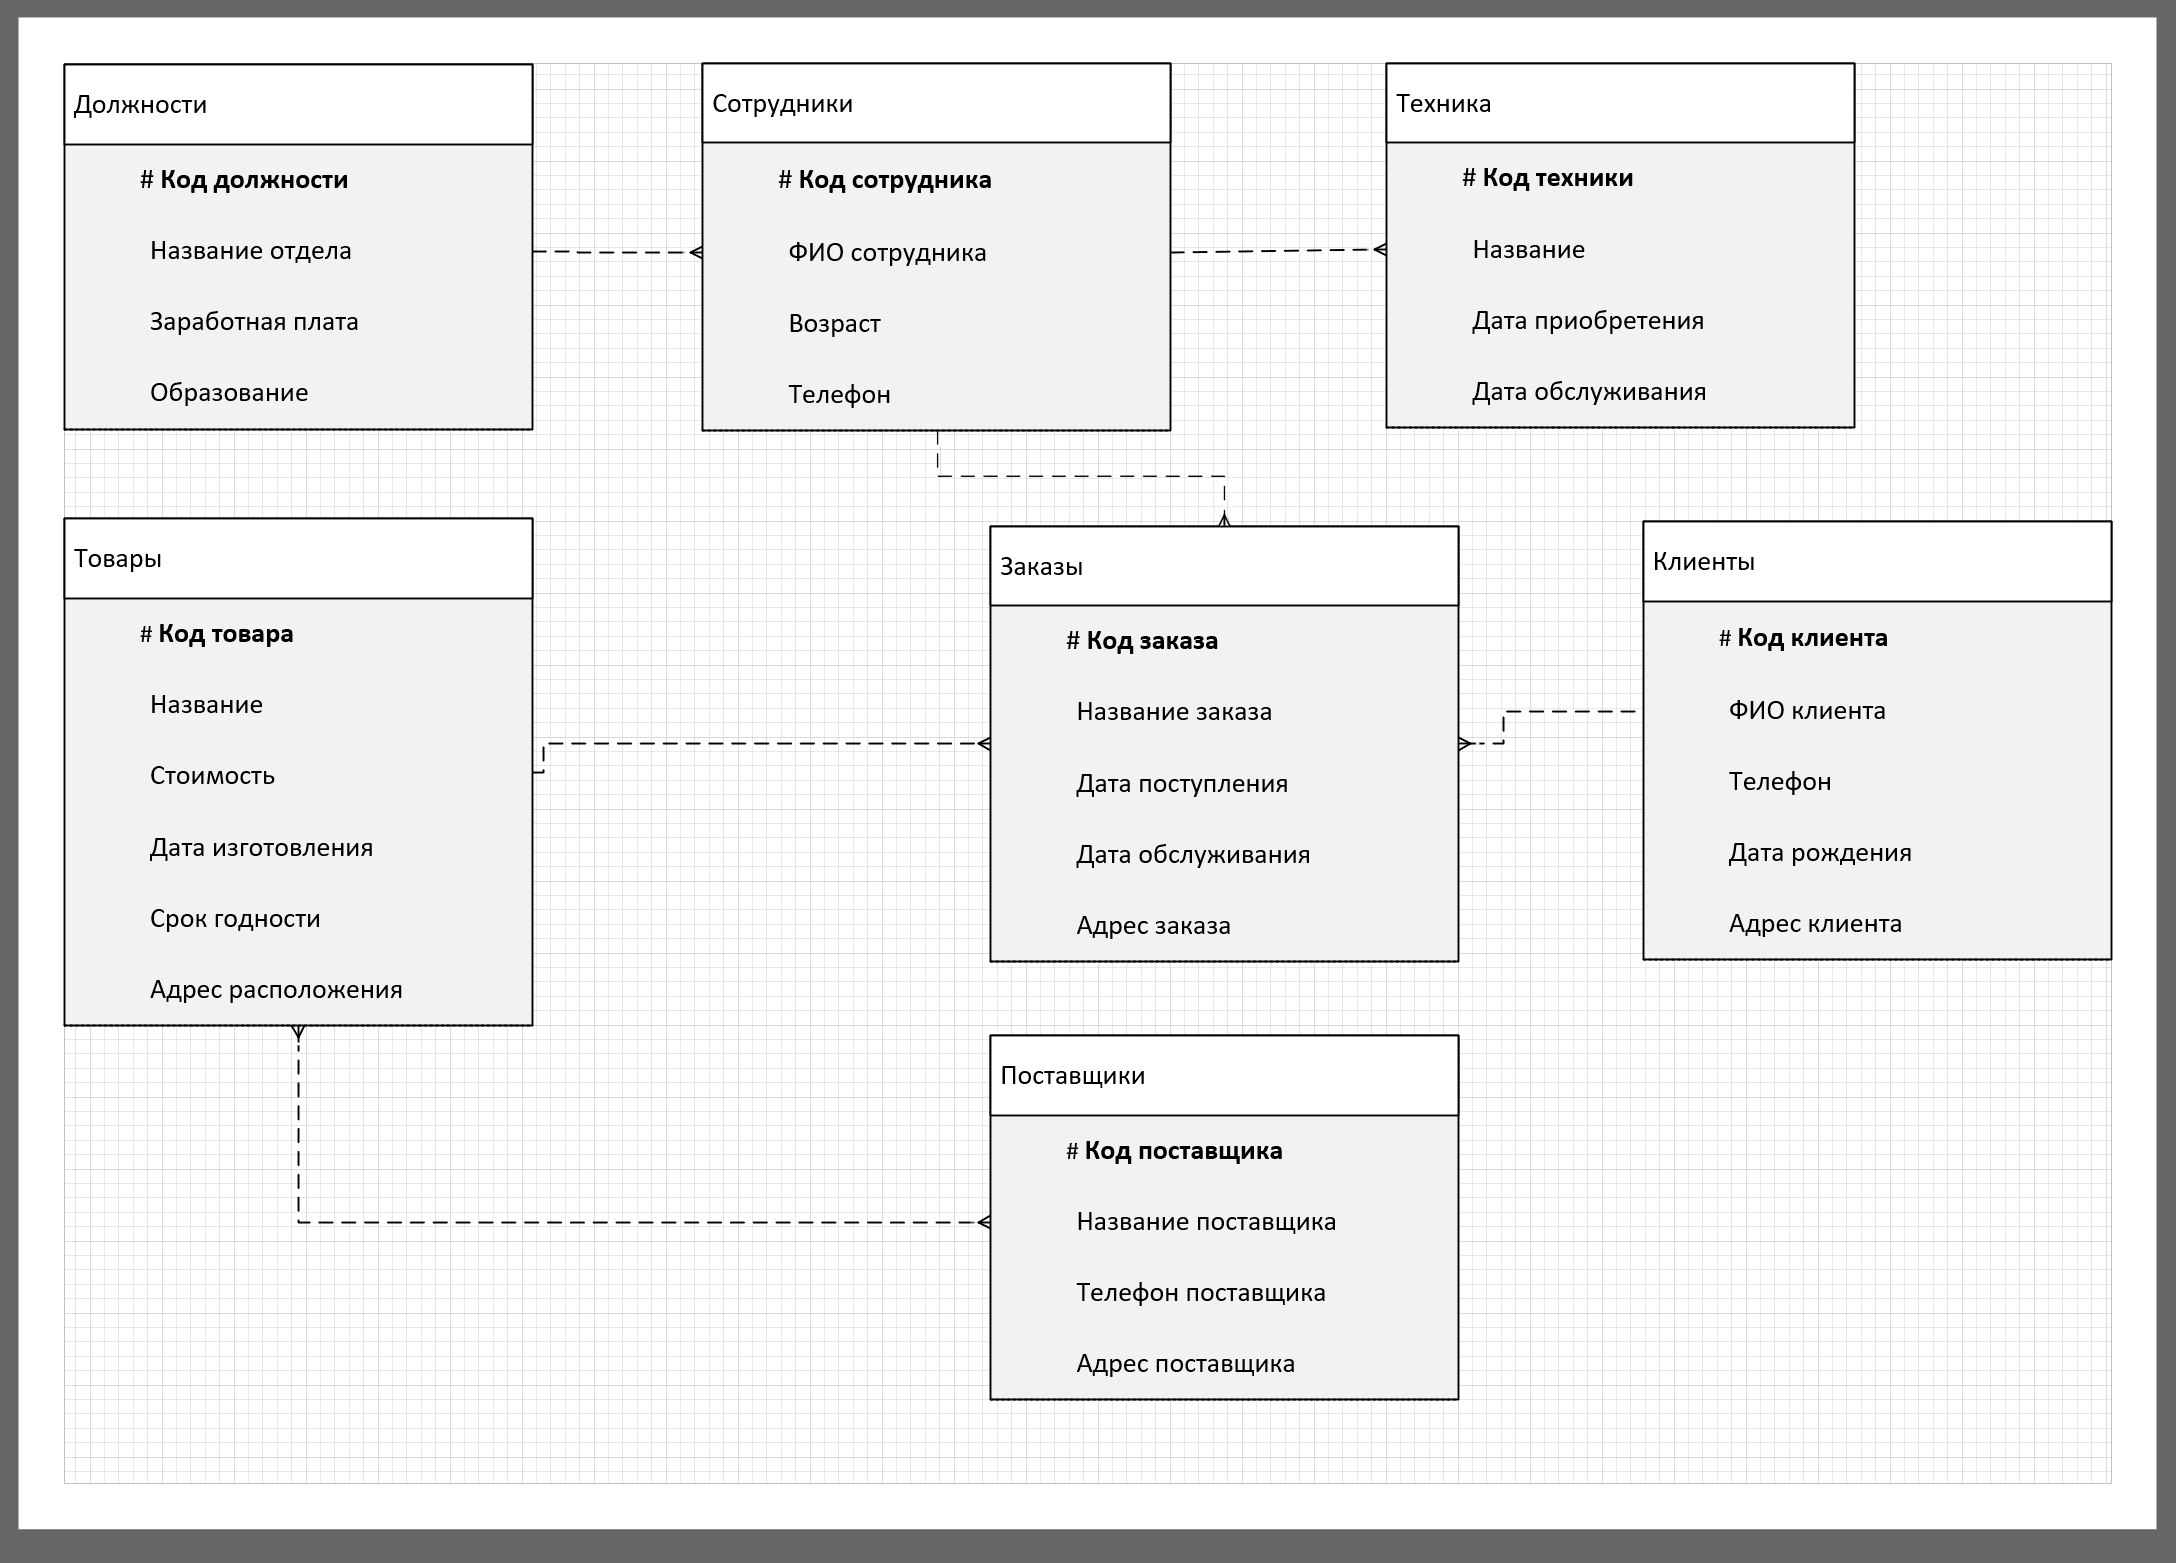 Должности
# Код должности
Название отдела
Заработная плата
Образование
Сотрудники
# Код сотрудника
ФИО сотрудника
Возраст
Телефон
Техника
# Код техники
Название
Дата приобретения
Дата обслуживания
Товары
# Код товара
Название
Стоимость
Дата изготовления
Срок годности
Адрес расположения
Заказы
# Код заказа
Название заказа
Дата поступления
Дата обслуживания
Адрес заказа
Клиенты
# Код клиента
ФИО клиента
Телефон
Дата рождения
Адрес клиента
Поставщики
# Код поставщика
Название поставщика
Телефон поставщика
Адрес поставщика